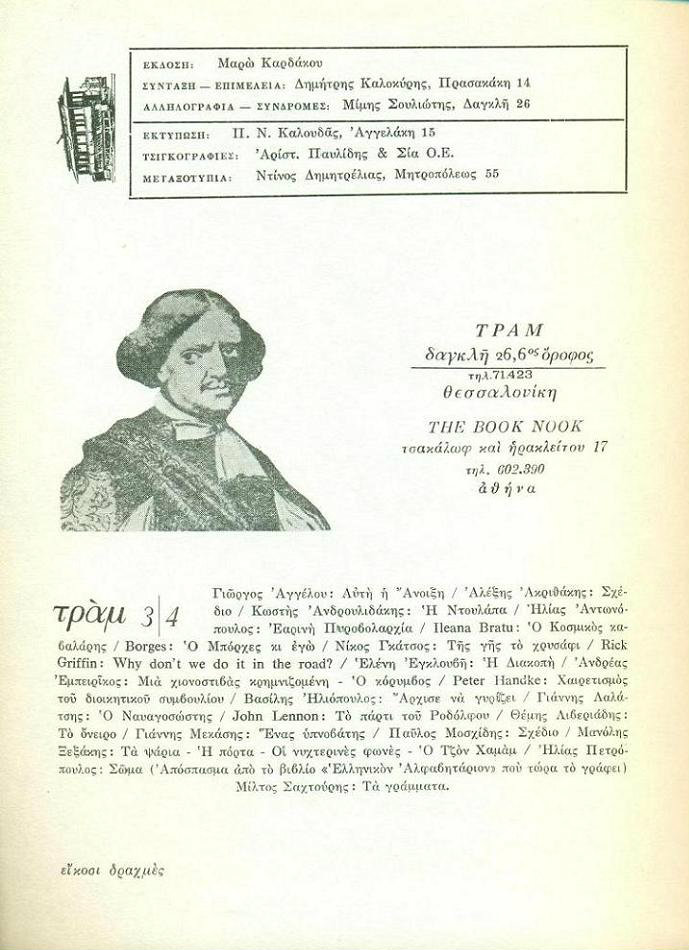 ΕΚΔΟΣΗ: Μαρὼ Καρδάκου
ΣΥΝΤΑΞΗ — ΕΠΙΜΕΛΕΙΑ: Δημήτρης Καλοκύρης, Πρασακάκη 14
ΑΛΛΗΛΟΓΡΑΦΙΑ — ΣΥΝΔΡΟΜΕΣ: Μίμης Σουλιώτης, Δαγκλῆ 26
ΕΚΤΥΠΩΣΗ: Π. Ν. Καλουδᾶς, Ἀγγελάκη 15
ΤΣΙΓΚΟΓΡΑΦΙΕΣ: Ἀρίστ. Παυλίδης & Σία Ο.Ε.
ΜΕΤΑΞΟΤΥΠΙΑ: Ντίνος Δημητρέλιας, Μητροπόλεως 55
ΤΡΑΜ
δαγκλῆ 26, 6ος ὄροφος
τηλ. 71.423
θεσσαλονίκη
THE BOOK NOOK
τσακάλωφ καὶ ἡρακλείτου 17
τηλ. 602.390
ἀθήνα
τρὰμ 3/4
Γιῶργος Ἀγγέλου: Αὐτὴ ἡ Ἄνοιξη / Ἀλέξης Ἀκριθάκης: Σχέ-
διο / Κωστῆς Ἀνδρουλιδάκης: Ἡ Ντουλάπα / Ἠλίας Ἀντωνό-
πουλος: Ἐαρινὴ Πυροβολαρχία / Ileana Bratu: Ὁ Κοσμικὸς κα-
βαλάρης / Borges: Ὁ Μπόρχες κι ἐγὼ / Νίκος Γκάτσος: Τῆς γῆς τὸ χρυσάφι / Rick
Griffin: Why don't we do it in the road? / Ἑλένη Ἐγκλουβῆ: Ἡ Διακοπὴ / Ἀνδρέας
Ἐμπειρῖκος: Μιὰ χιονοστιβὰς κρημνιζομένη - Ὁ κόρυμβος / Peter Handke: Χαιρετισμὸς
τοῦ διοικητικοῦ συμβουλίου / Βασίλης Ἡλιόπουλος: Ἄρχισε νὰ γυρίζει / Γιάννης Λαλά-
τσης: Ὁ Ναυαγοσώστης / John Lennon: Τὸ πάρτι τοῦ Ροδόλφου / Θέμης Λιβεριάδης:
Τὸ ὄνειρο / Γιάννης Μεκάσης: Ἕνας ὑπνοβάτης / Παῦλος Μοσχίδης: Σχέδιο / Μανόλης
Ξεξάκης: Τὰ ψάρια - Ἡ πόρτα - Οἱ νυχτερινὲς φωνὲς - Ὁ Τζὸν Χαμάμ / Ἠλίας Πετρό-
πουλος: Σῶμα (Ἀπόσπασμα ἀπὸ τὸ βιβλίο «Ἑλληνικὸν Ἀλφαβητάριον» ποὺ τώρα τὸ γράφει)
Μίλτος Σαχτούρης: Τὰ γράμματα.
εἴκοσι δραχμὲς